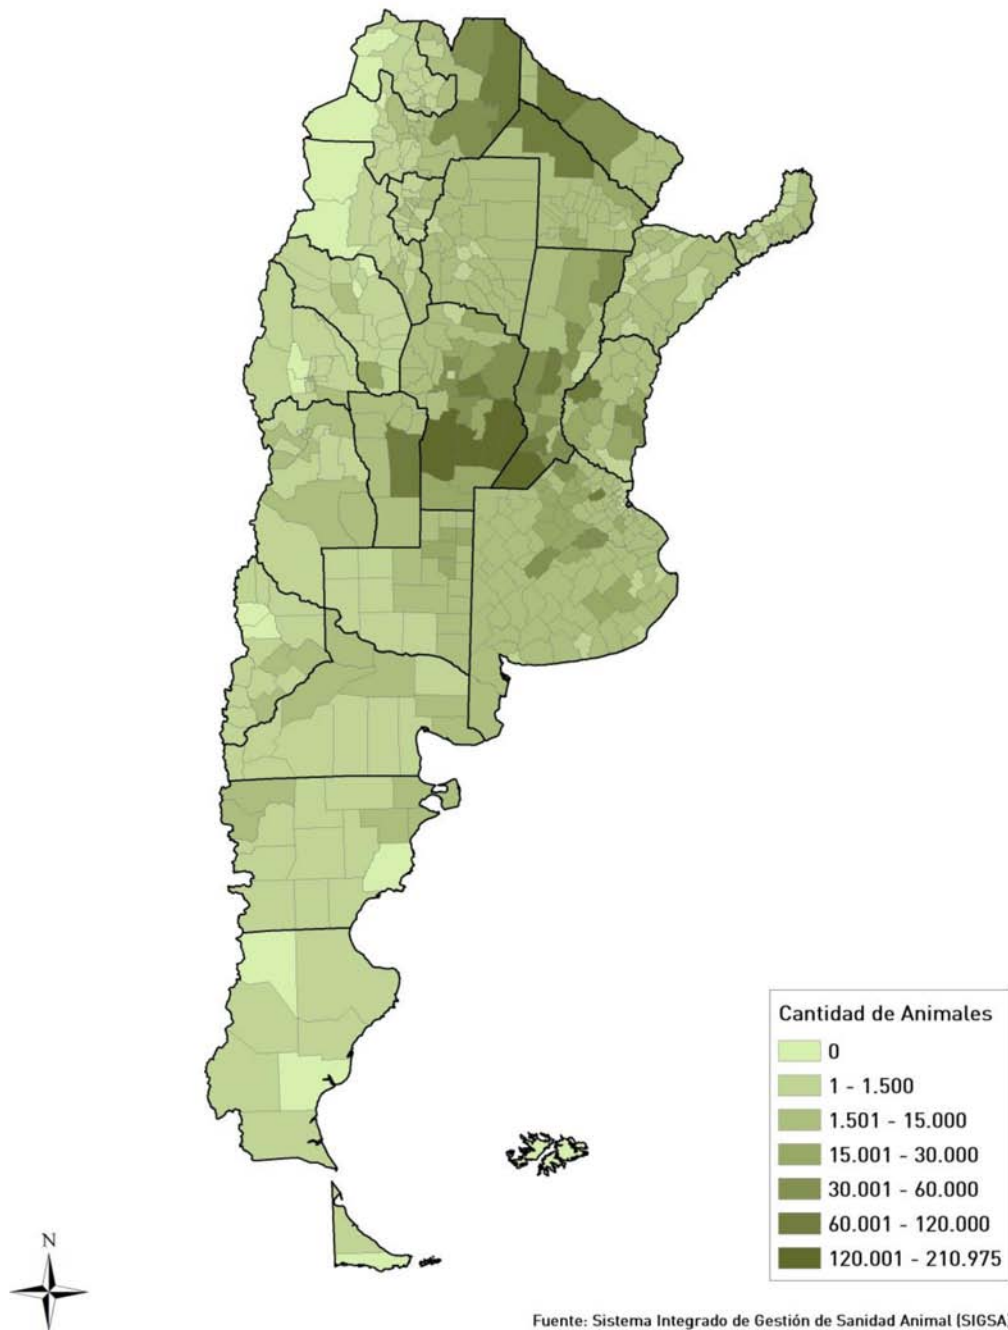 Cantidad de Animales
0
1 - 1.500
1.501 - 15.000
15.001 - 30.000
30.001 - 60.000
60.001 - 120.000
120.001 - 210.975
N
Fuente: Sistema Integrado de Gestión de Sanidad Animal (SIGSA)